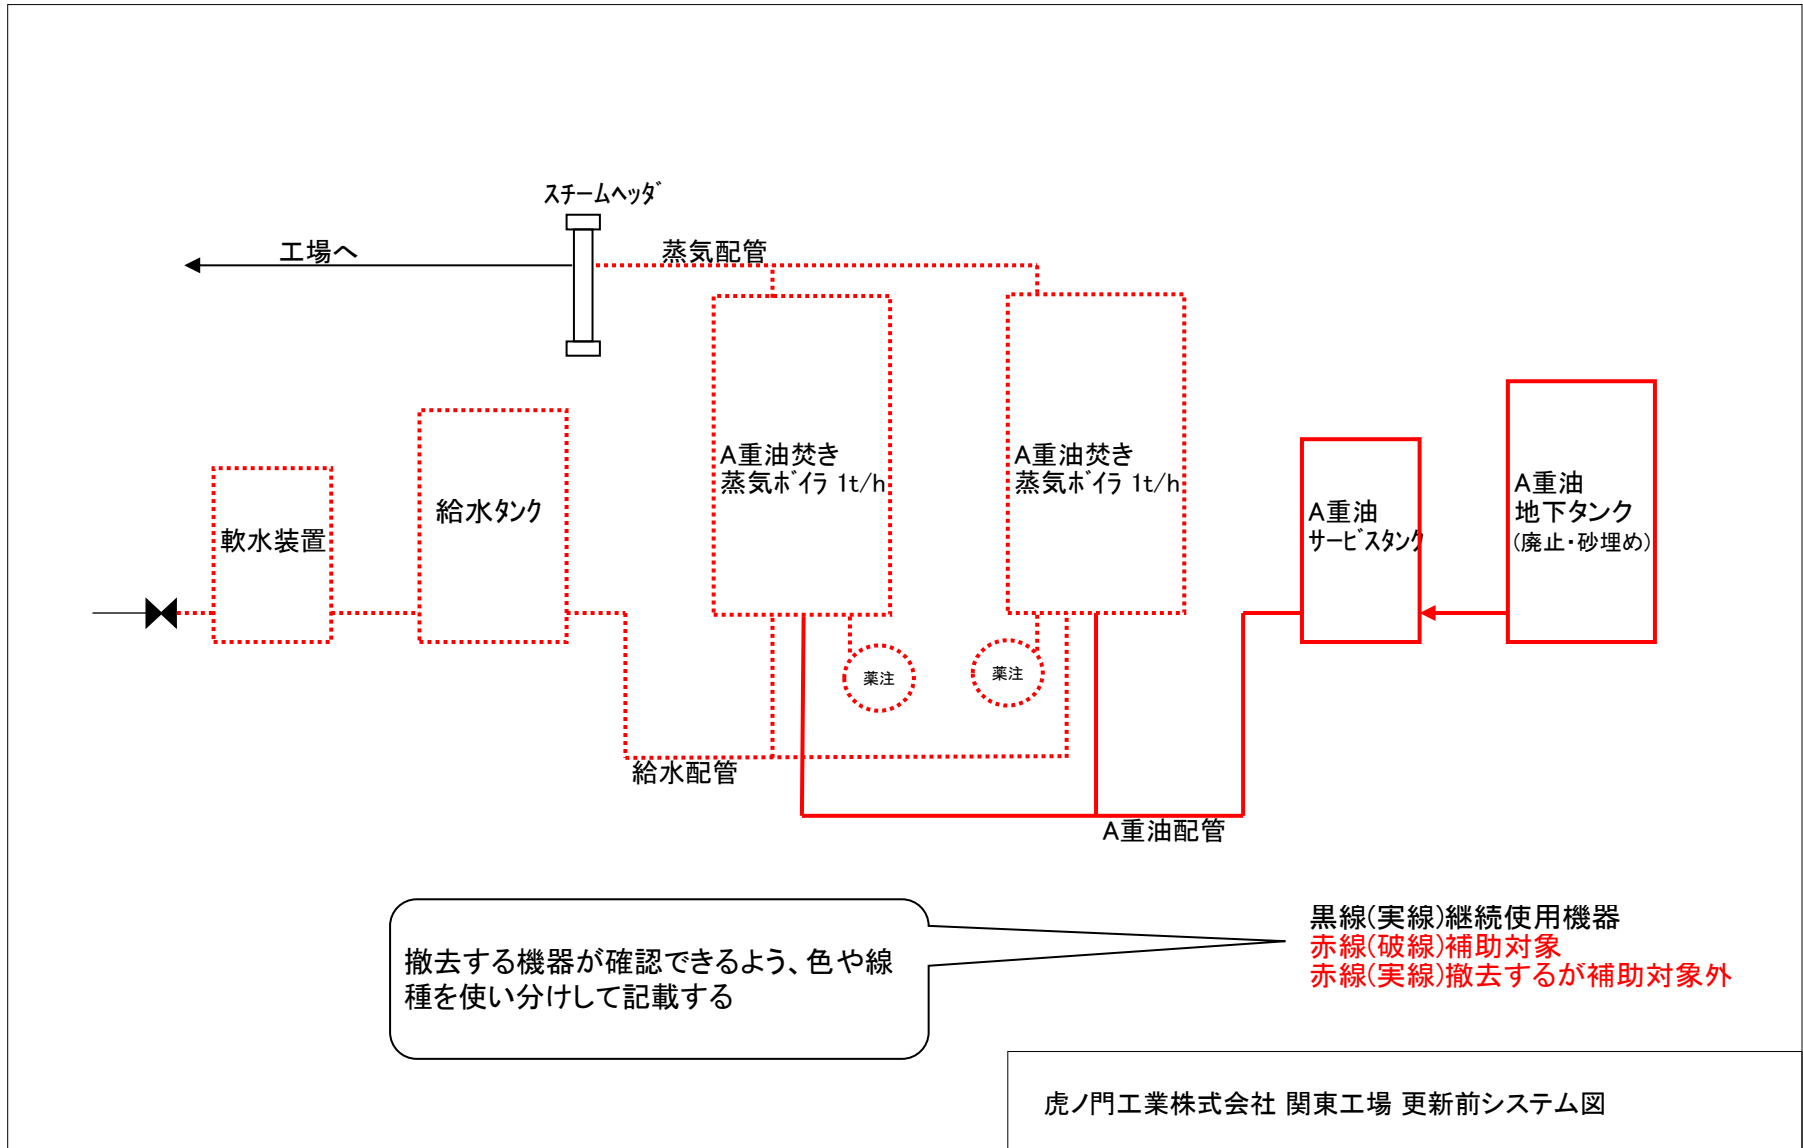 スチームヘッダ
工場へ
蒸気配管
A重油焚き
蒸気ボイラ 1t/h
A重油焚き
蒸気ボイラ 1t/h
軟水装置
給水タンク
A重油
サービスタンク
A重油
地下タンク
(廃止・砂埋め)
薬注
薬注
給水配管
A重油配管
撤去する機器が確認できるよう、色や線
種を使い分けして記載する
黒線(実線)継続使用機器
赤線(破線)補助対象
赤線(実線)撤去するが補助対象外
虎ノ門工業株式会社 関東工場 更新前システム図